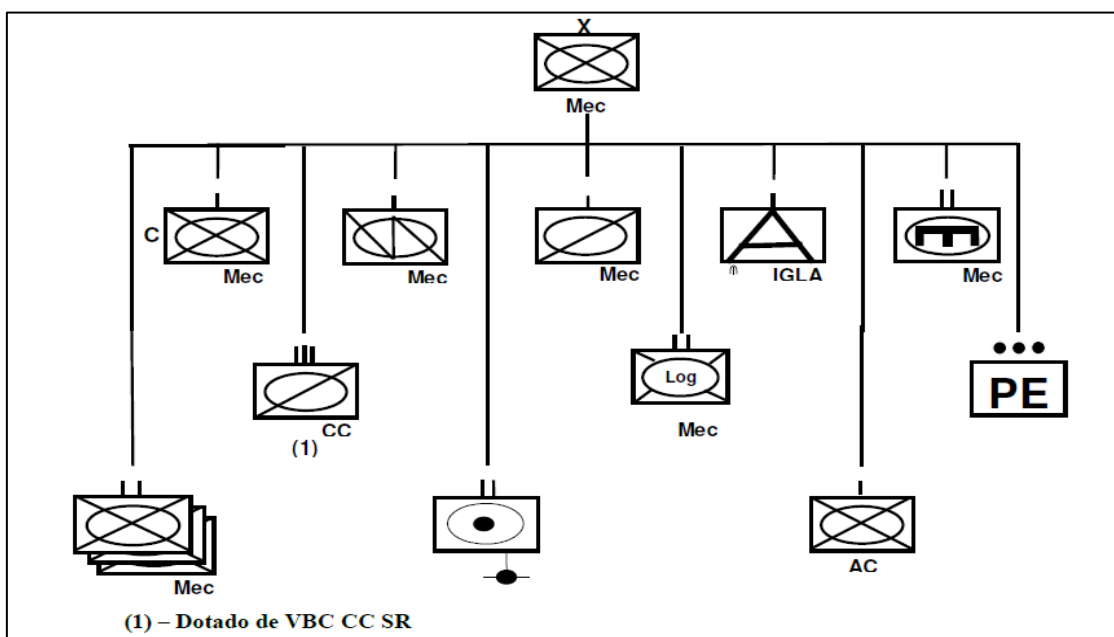 X
Mec
C
Mec
Mec
Mec
IGLA
Mec
CC
(1)
Log
Mec
PE
Mec
AC
(1) – Dotado de VBC CC SR